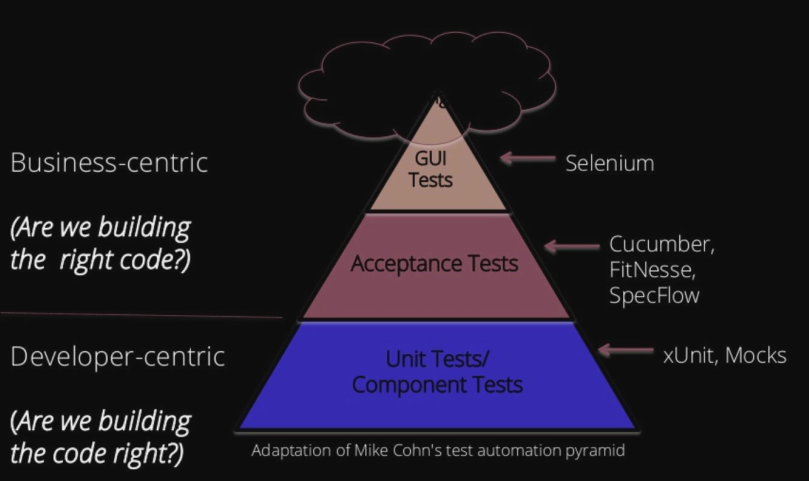 Business-centric
(Are we building
the right code?)
Developer-centric
(Are we building
the code right?)
GUI
Tests
Acceptance Tests
Unit Tests/
Component Tests
Selenium
Cucumber,
FitNesse,
SpecFlow
xUnit, Mocks
Adaptation of Mike Cohn's test automation pyramid